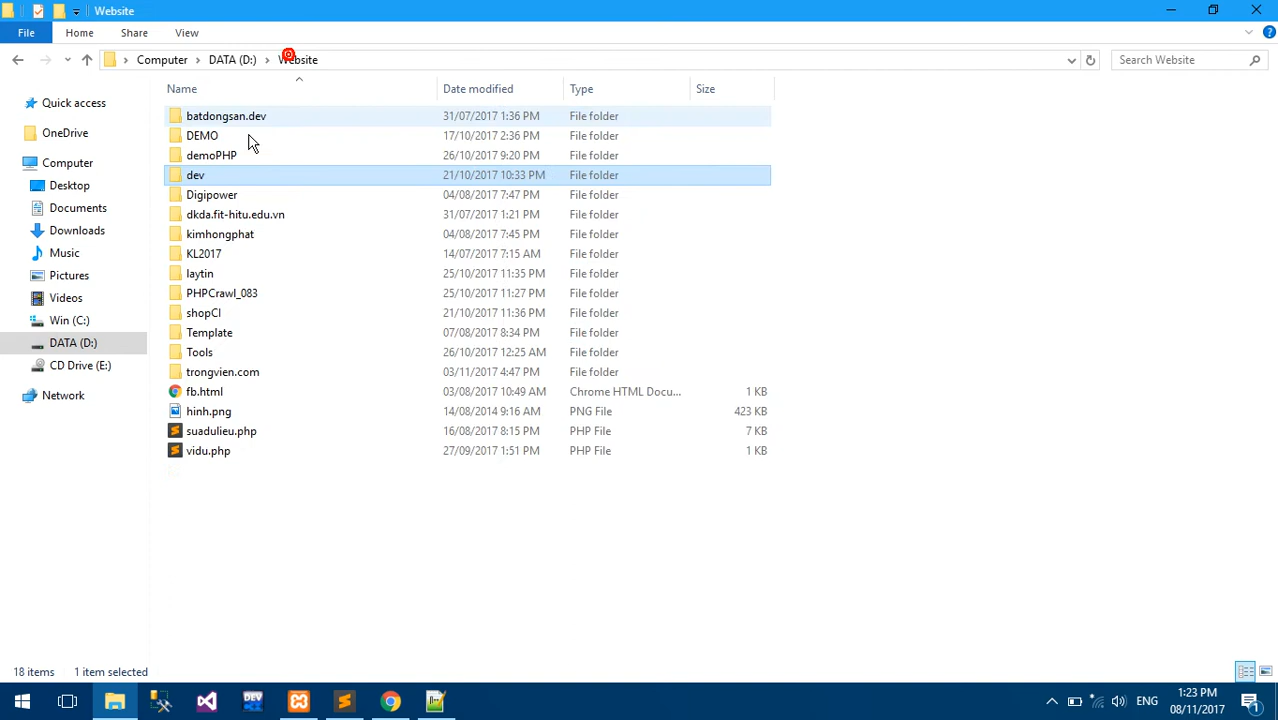 Website
File Home Share View
Computer DATA (D:) Website Search Website
Name Date modified Type Size
Quick access
OneDrive
Computer
Desktop
Documents
Downloads
Music
Pictures
Videos
Win (C:)
DATA (D:)
CD Drive (E:)
Network
batdongsan.dev 31/07/2017 1:36 PM File folder
DEMO 17/10/2017 2:36 PM File folder
demoPHP 26/10/2017 9:20 PM File folder
dev 21/10/2017 10:33 PM File folder
Digipower 04/08/2017 7:47 PM File folder
dkda.fit-hitu.edu.vn 31/07/2017 1:21 PM File folder
kimhongphat 04/08/2017 7:45 PM File folder
KL2017 14/07/2017 7:15 AM File folder
laytin 25/10/2017 11:35 PM File folder
PHPCrawl_083 25/10/2017 11:27 PM File folder
shopCI 21/10/2017 11:36 PM File folder
Template 07/08/2017 8:34 PM File folder
Tools 26/10/2017 12:25 AM File folder
trongvien.com 03/11/2017 4:47 PM File folder
fb.html 03/08/2017 10:49 AM Chrome HTML Docu... 1 KB
hinh.png 14/08/2014 9:16 AM PNG File 423 KB
suadulieu.php 16/08/2017 8:15 PM PHP File 7 KB
vidu.php 27/09/2017 1:51 PM PHP File 1 KB
18 items 1 item selected
DEV
ENG
1:23 PM
08/11/2017
1